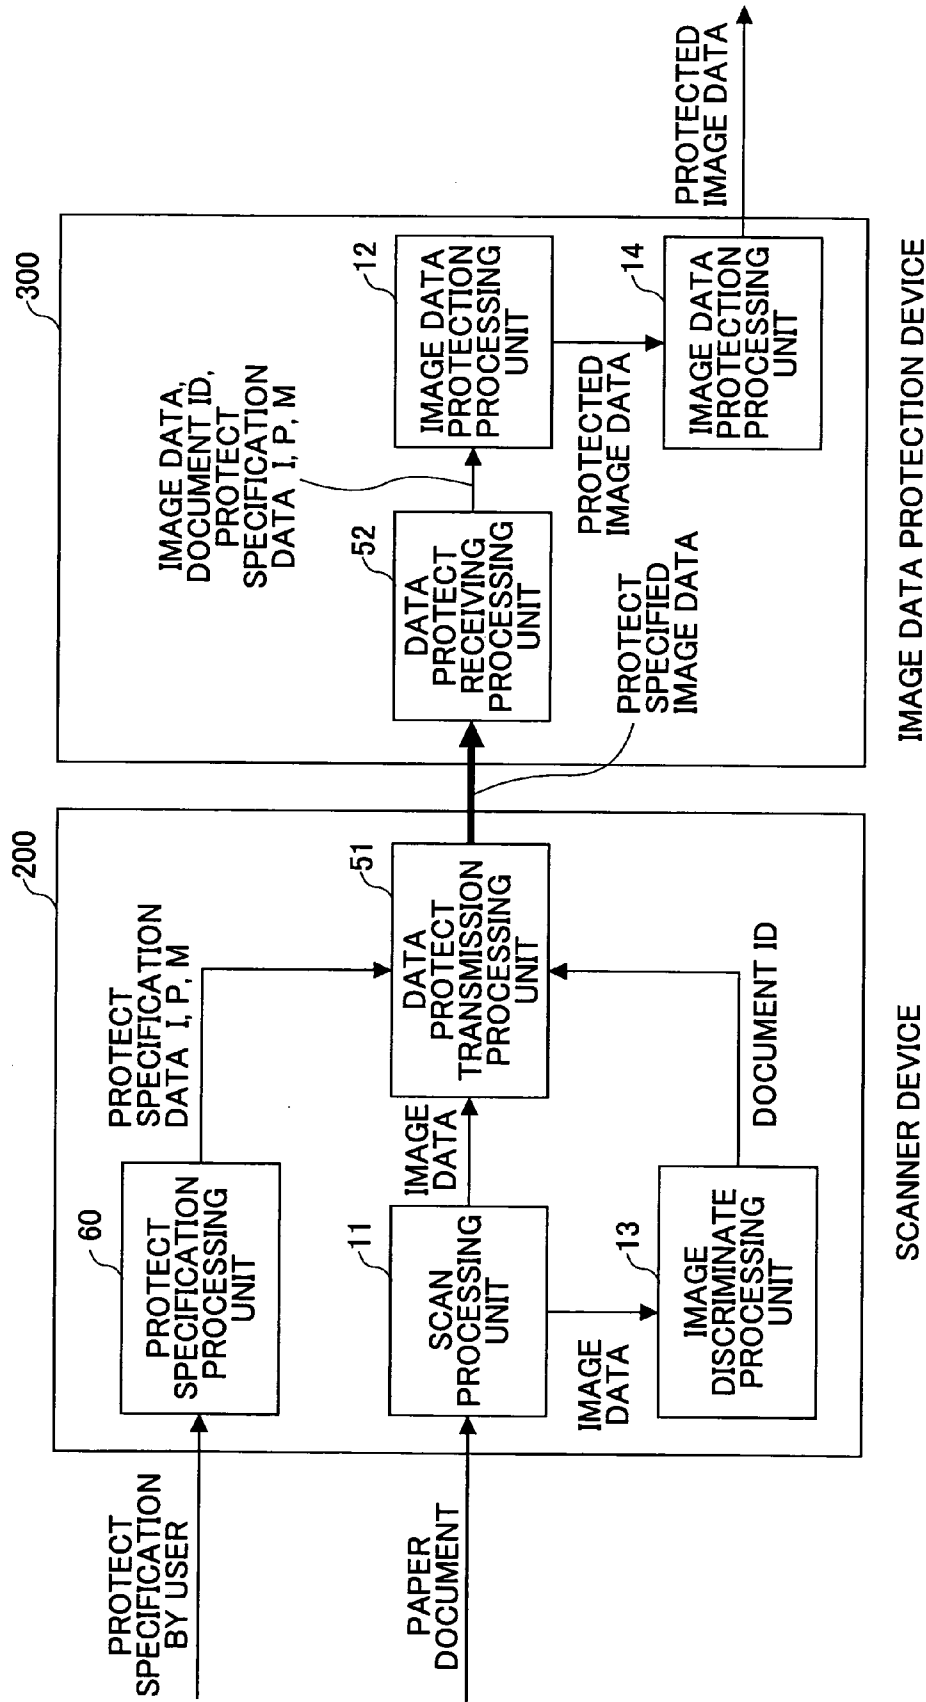 PROTECT
SPECIFICATION
BY USER
PAPER
DOCUMENT
200
60
PROTECT
SPECIFICATION
PROCESSING
UNIT
PROTECT
SPECIFICATION
DATA I, P, M
11
SCAN
PROCESSING
UNIT
IMAGE
DATA
IMAGE
DATA
13
IMAGE
DISCRIMINATE
PROCESSING
UNIT
DOCUMENT ID
51
DATA
PROTECT
TRANSMISSION
PROCESSING
UNIT
SCANNER DEVICE
PROTECT
SPECIFIED
IMAGE DATA
300
52
DATA
PROTECT
RECEIVING
PROCESSING
UNIT
IMAGE DATA,
DOCUMENT ID,
PROTECT
SPECIFICATION
DATA I, P, M
12
IMAGE DATA
PROTECTION
PROCESSING
UNIT
PROTECTED
IMAGE DATA
14
IMAGE DATA
PROTECTION
PROCESSING
UNIT
PROTECTED
IMAGE DATA
IMAGE DATA PROTECTION DEVICE